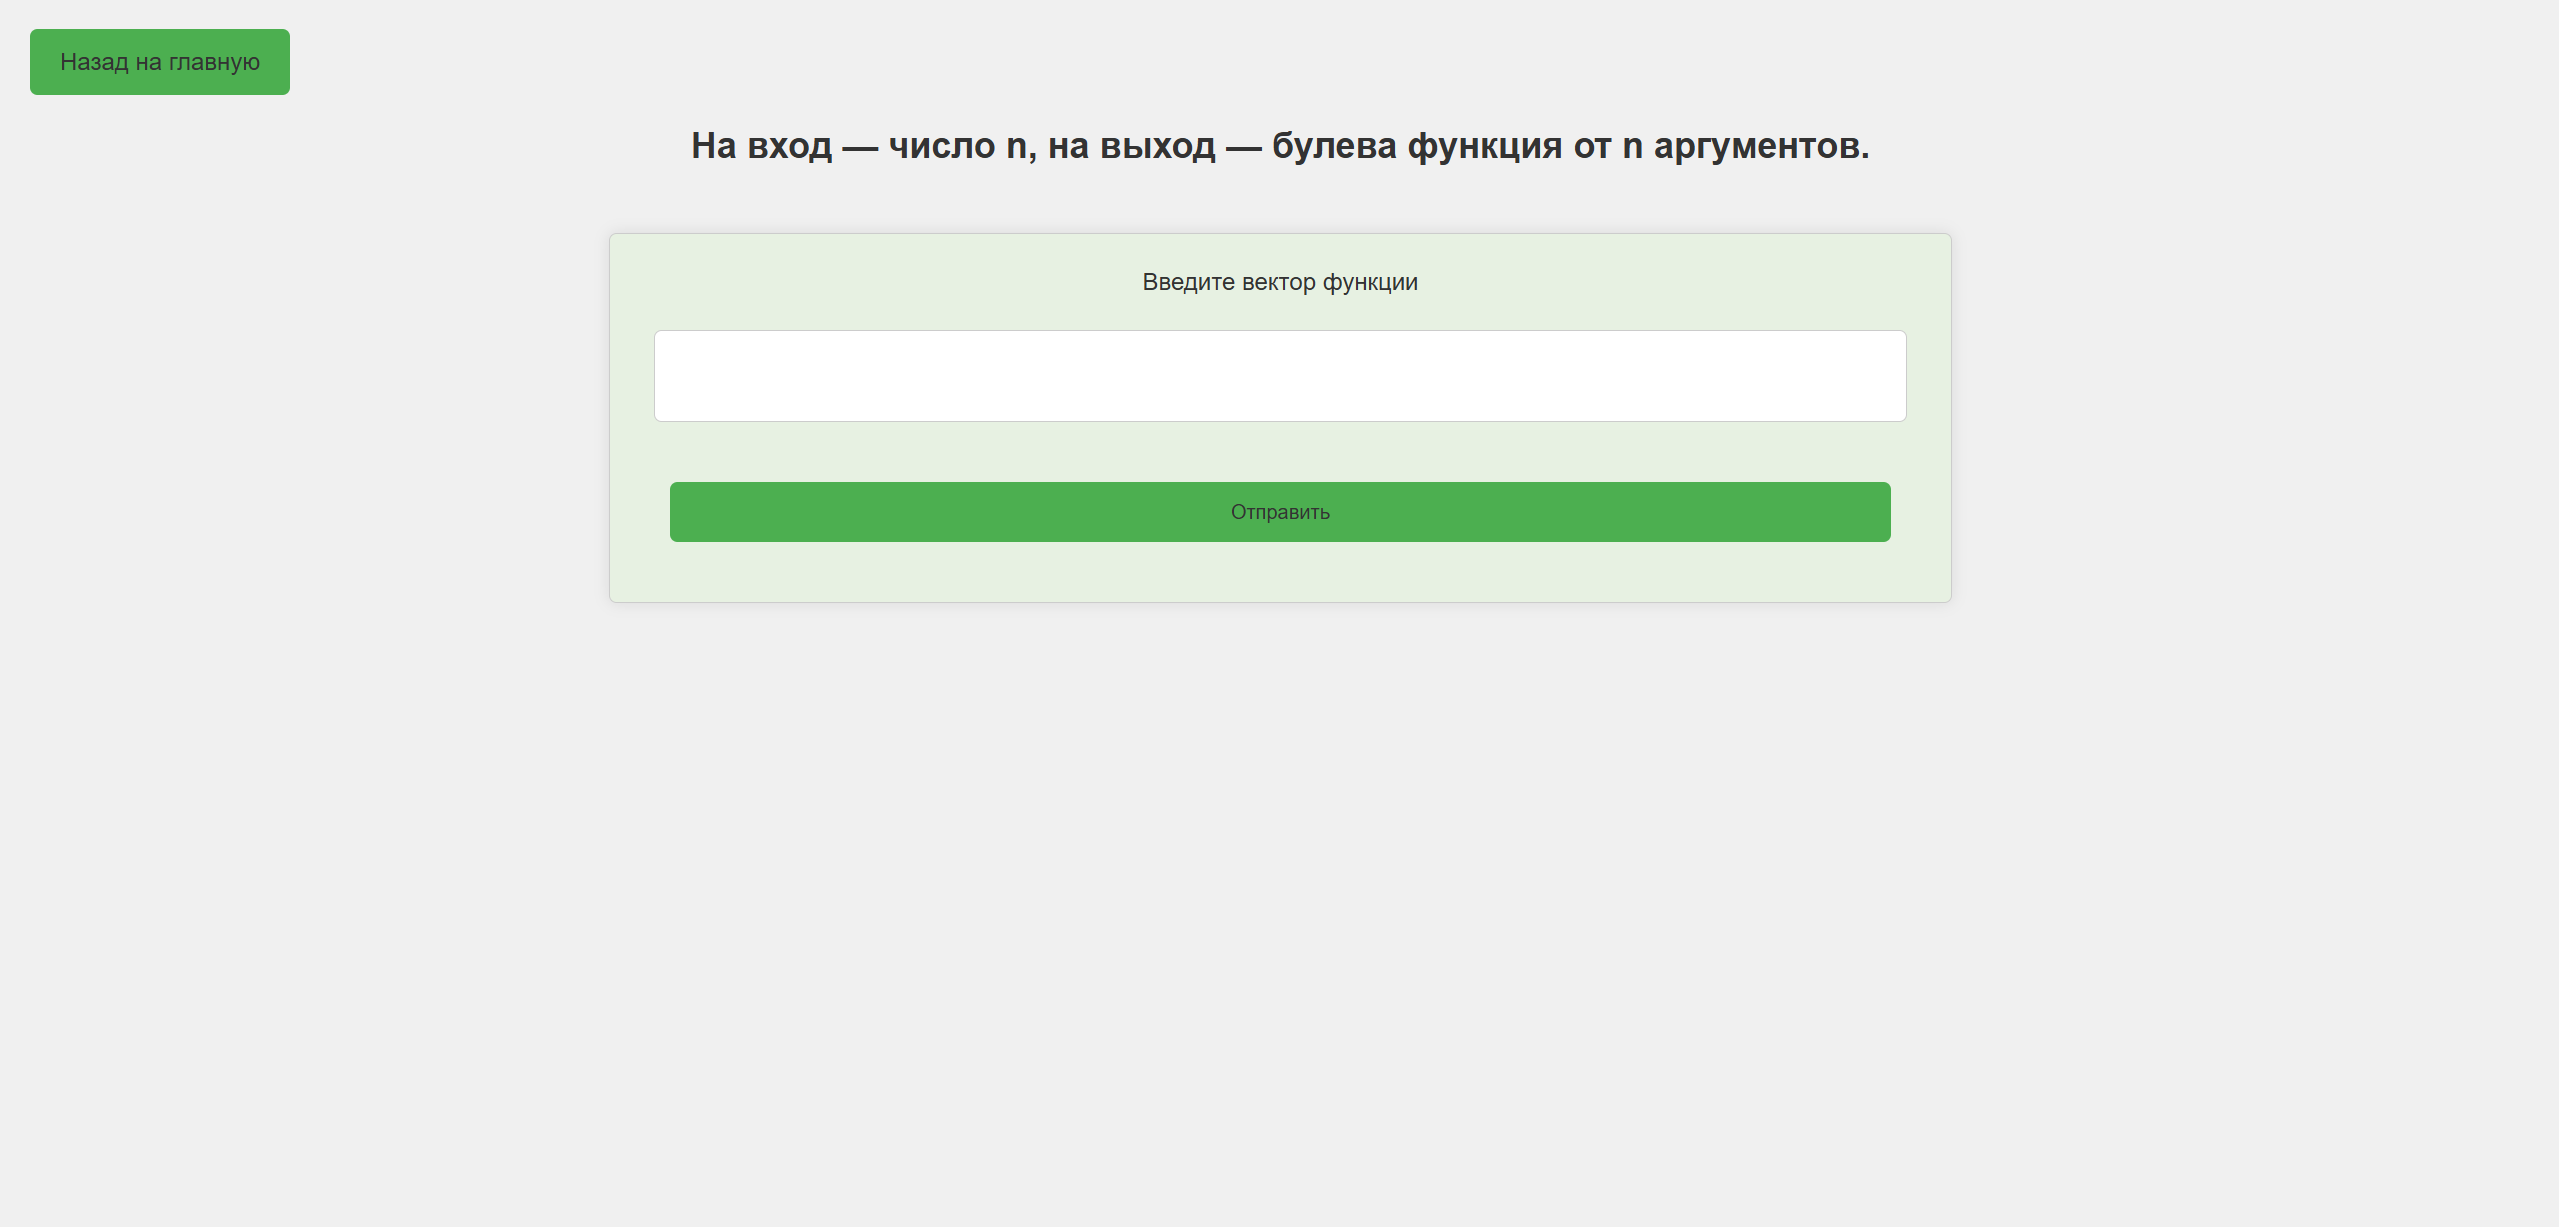 Назад на главную
На вход — число n, на выход — булева функция от n аргументов.
Введите вектор функции
Отправить